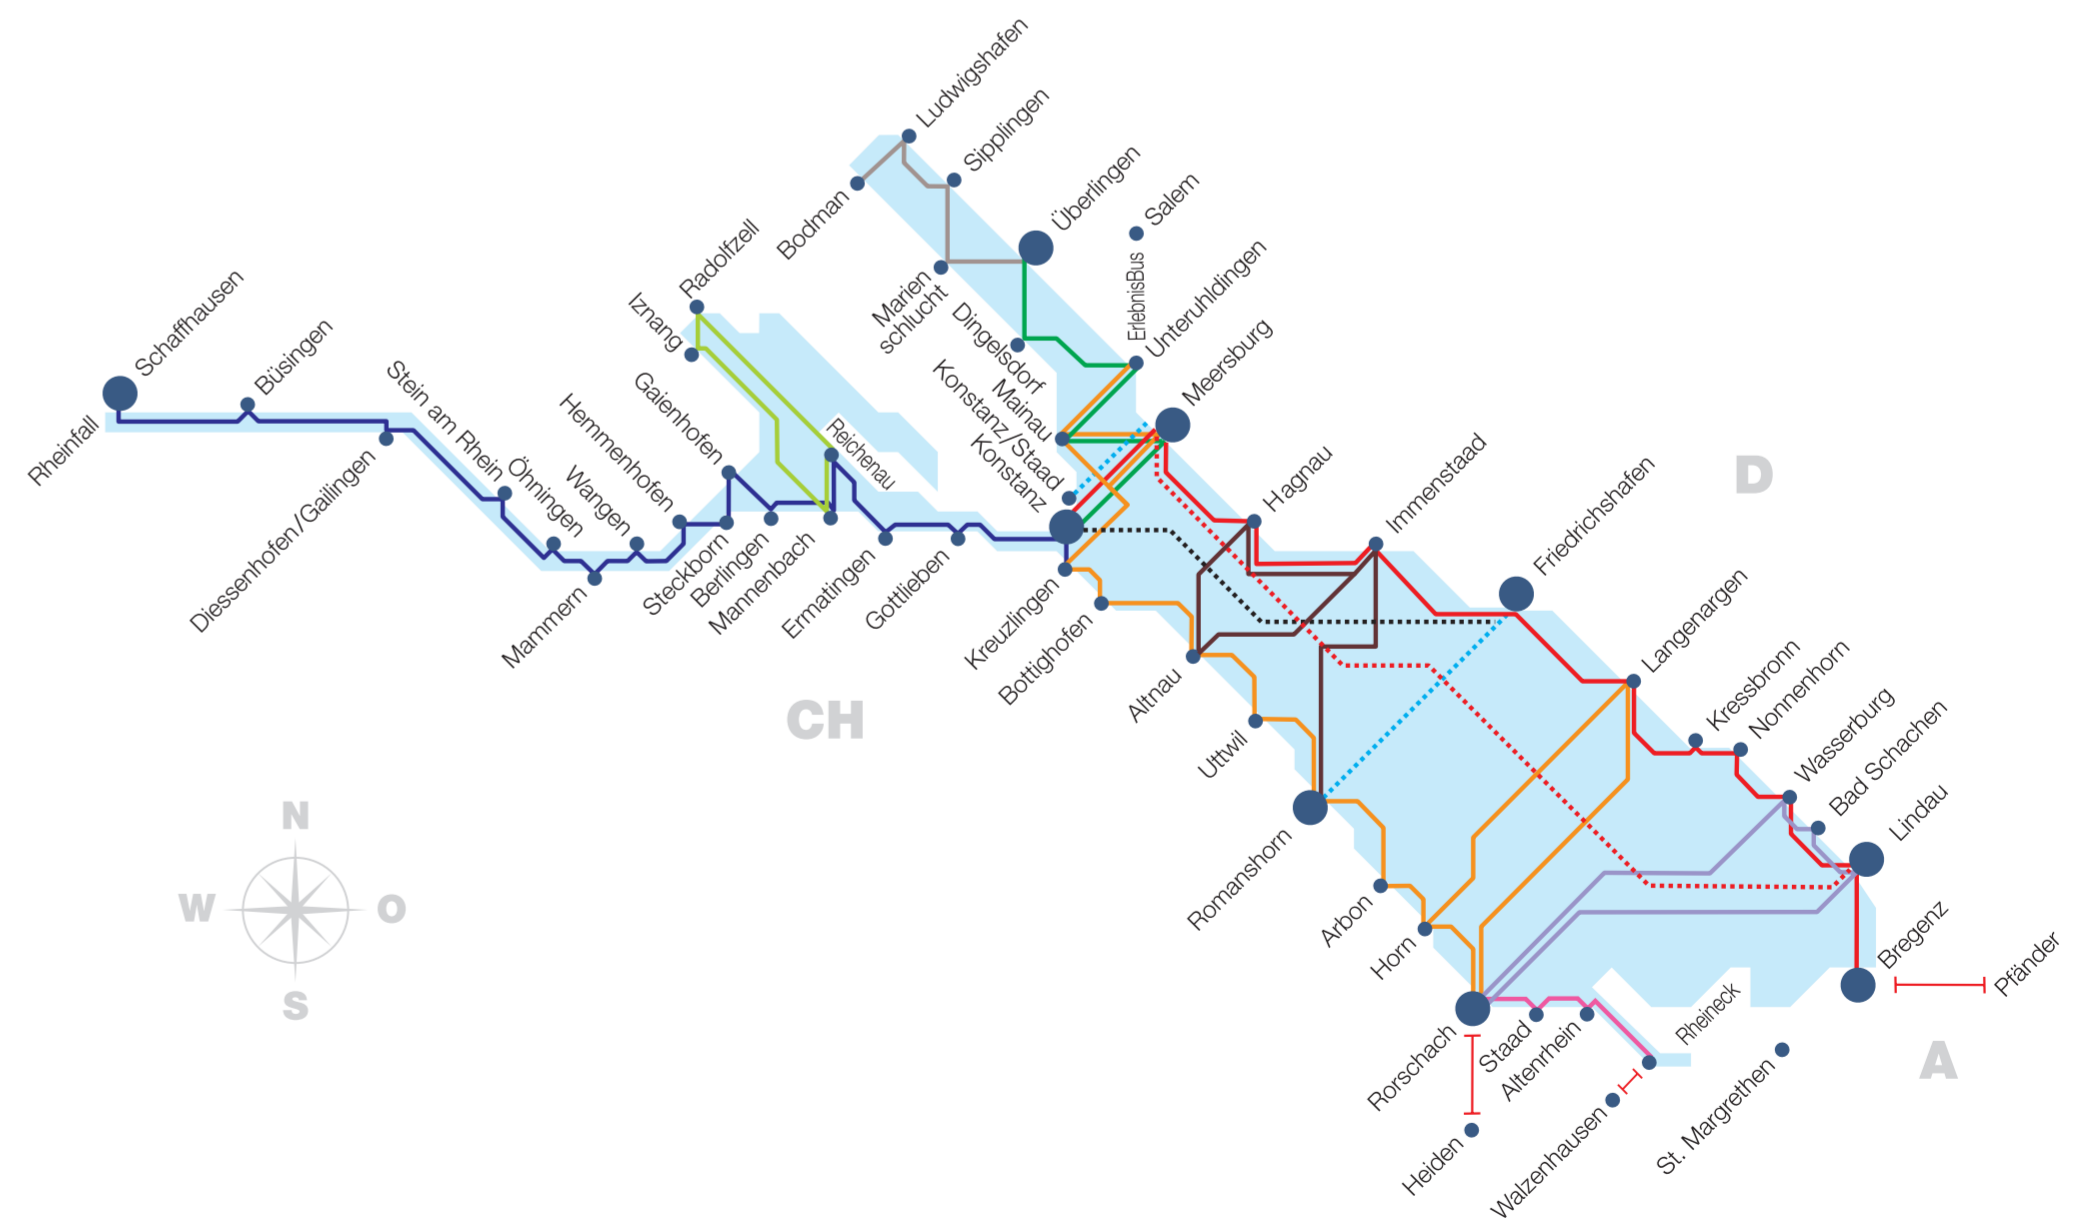 Ludwigshafen
Sipplingen
Bodman
Überlingen
Salem
ErlebnisBus
Marien
schlucht
Dingelsdorf
Unteruhldingen
Mainau
Meersburg
Konstanz/Staad
Konstanz
Radolfzell
Iznang
Schaffhausen
Rheinfall
Büsingen
Diessenhofen/Gailingen
Stein am Rhein
Öhningen
Wangen
Mammern
Hemmenhofen
Gaienhofen
Steckborn
Berlingen
Mannenbach
Reichenau
Ermatingen
Gottlieben
Kreuzlingen
Bottighofen
Hagnau
Immenstaad
Altnau
Uttwil
Friedrichshafen
Langenargen
Kressbronn
Nonnenhorn
Wasserburg
Bad Schachen
Lindau
Bregenz
Pfänder
Romanshorn
Arbon
Horn
Rorschach
Staad
Altenrhein
Rheineck
Heiden
Walzenhausen
St. Margrethen
D
CH
A
N
W
O
S